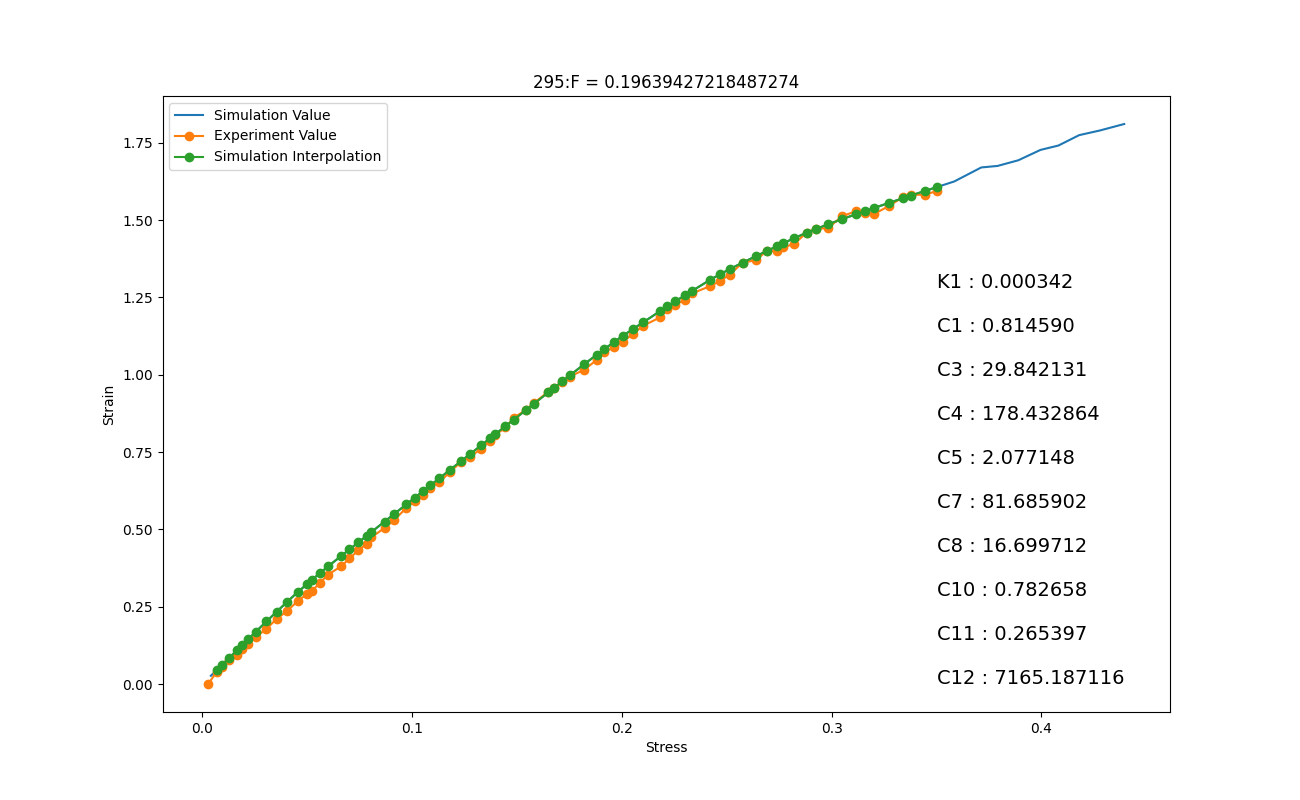 295:F = 0.19639427218487274
Simulation Value
Experiment Value
Simulation Interpolation
1.75
1.50
1.25
1.00
0.75
0.50
0.25
0.00
Strain
K1 : 0.000342
C1 : 0.814590
C3 : 29.842131
C4 : 178.432864
C5 : 2.077148
C7 : 81.685902
C8 : 16.699712
C10 : 0.782658
C11 : 0.265397
C12 : 7165.187116
0.0 0.1 0.2 0.3 0.4
Stress